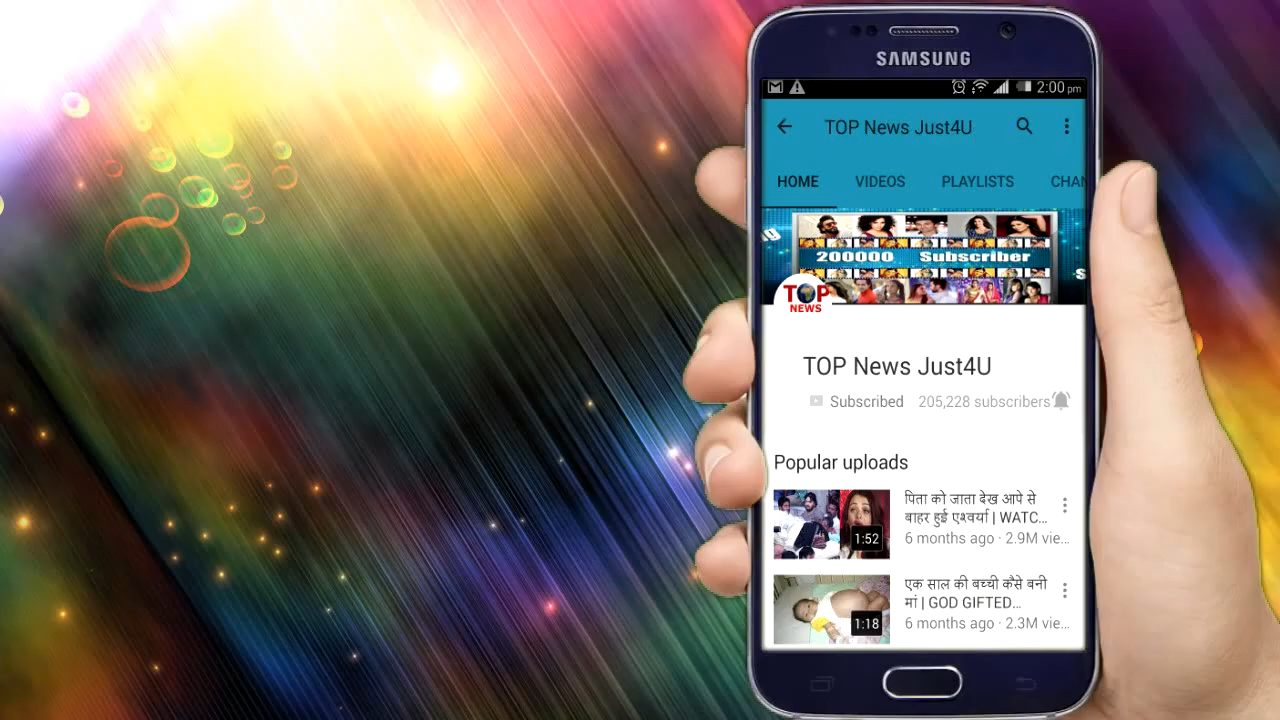 SAMSUNG
2:00 pm
TOP News Just4U
HOME VIDEOS PLAYLISTS CHAN
200000 Subscriber
TOP
NEWS
TOP News Just4U
Subscribed 205,228 subscribers
Popular uploads
पिता को जाता देख आपे से
बाहर हुई एश्वर्या | WATC...
6 months ago · 2.9M vie...
1:52
एक साल की बच्ची कैसे बनी
मां | GOD GIFTED...
6 months ago · 2.3M vie...
1:18